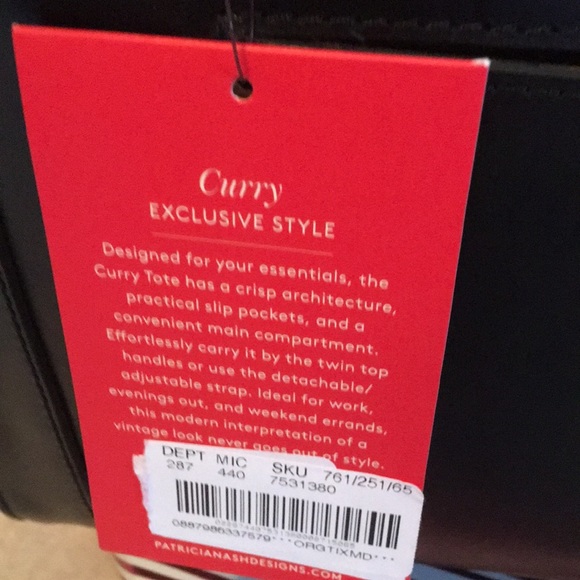 Curry
EXCLUSIVE STYLE
Designed for your essentials, the
Curry Tote has a crisp architecture,
practical slip pockets, and a
convenient main compartment.
Effortlessly carry it by the twin top
handles or use the detachable/
adjustable strap. Ideal for work,
evenings out, and weekend errands,
this modern interpretation of a
vintage look never goes out of style.
DEPT MIC SKU 761/251/65
287 440 7531380
PATRICIANASHDESIGNS.COM